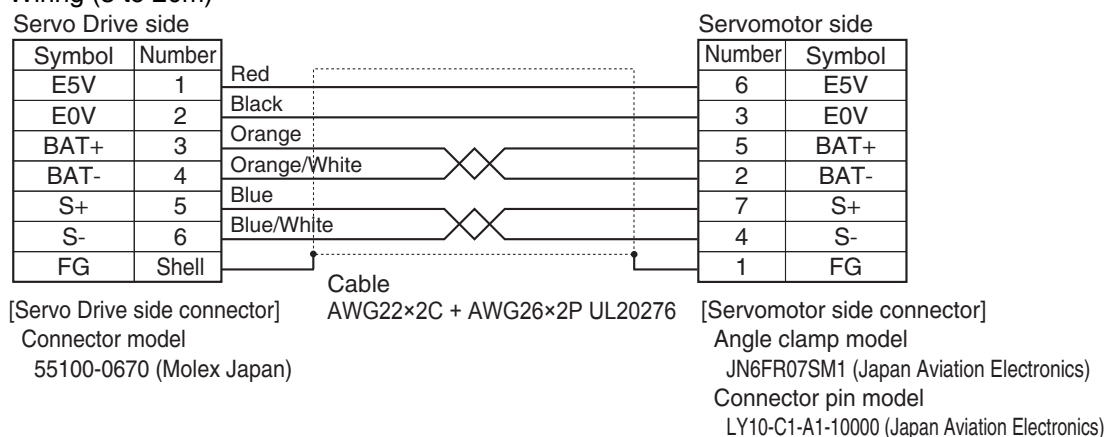 Servo Drive side Servomotor side
Symbol Number Number Symbol
E5V 1 Red 6 E5V
E0V 2 Black 3 E0V
BAT+ 3 Orange 5 BAT+
BAT- 4 Orange/White 2 BAT-
S+ 5 Blue 7 S+
S- 6 Blue/White 4 S-
FG Shell 1 FG
Cable
AWG22×2C + AWG26×2P UL20276
[Servo Drive side connector]
Connector model
55100-0670 (Molex Japan)
[Servomotor side connector]
Angle clamp model
JN6FR07SM1 (Japan Aviation Electronics)
Connector pin model
LY10-C1-A1-10000 (Japan Aviation Electronics)